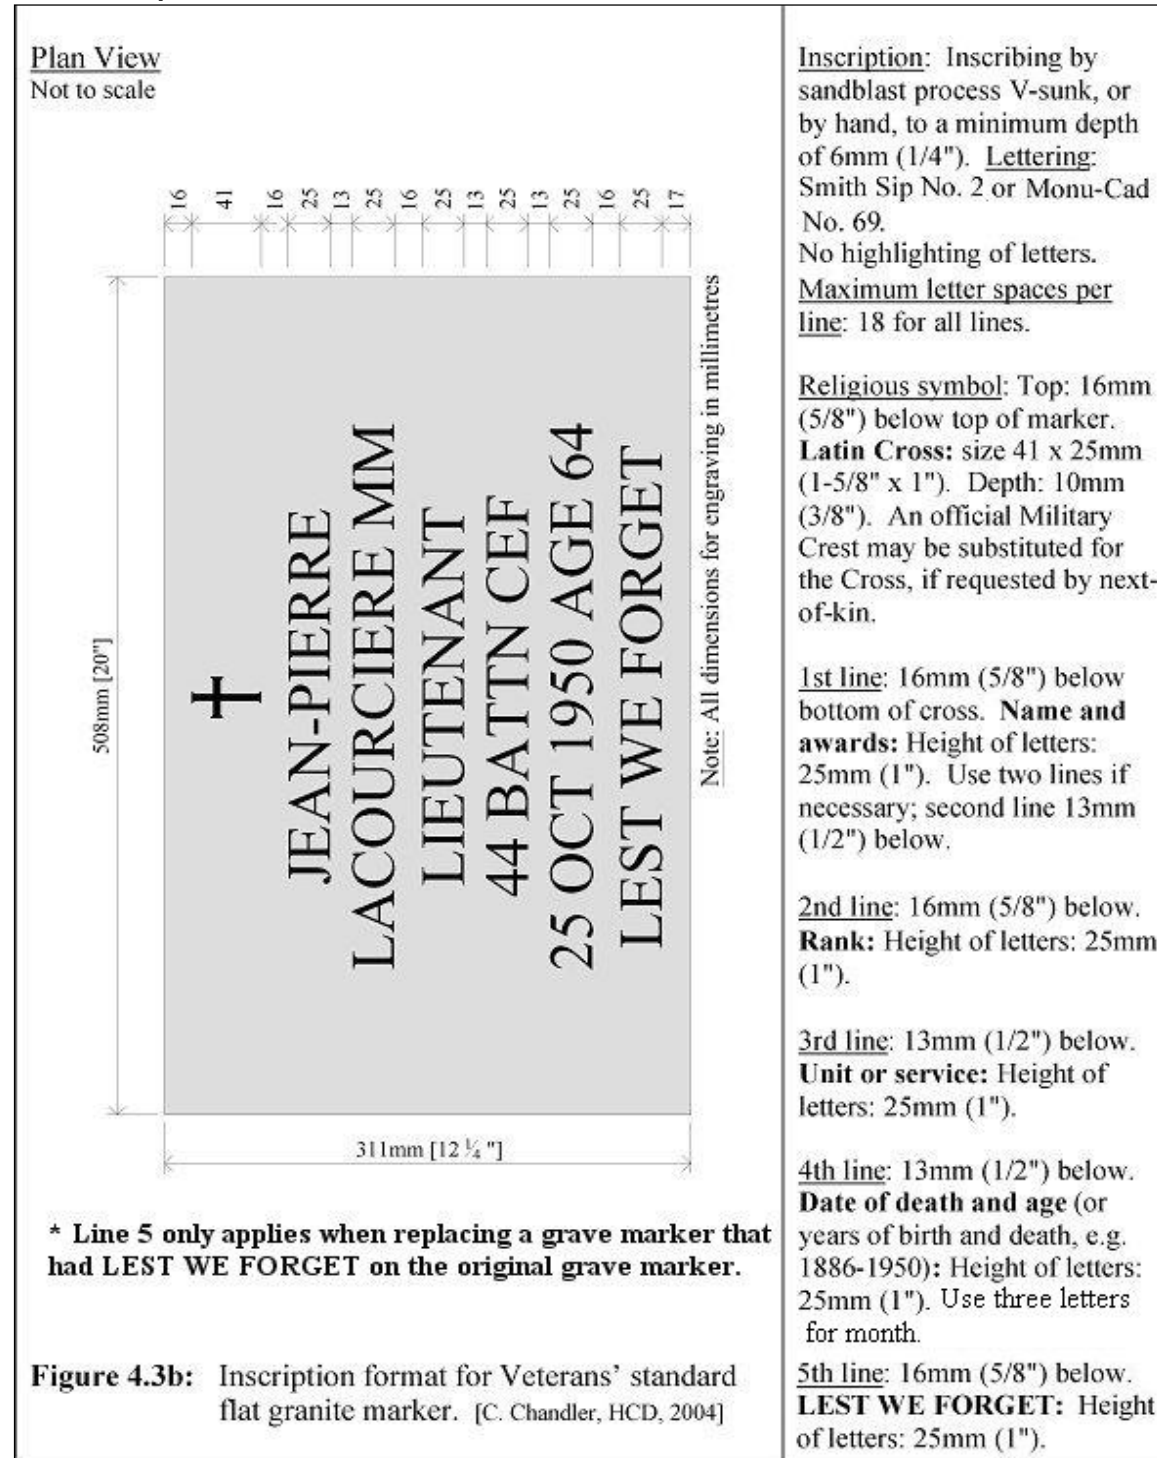 Plan View
Not to scale
16
41
16
25
13
25
16
25
13
25
13
25
16
25
17
508mm [20"]
JEAN-PIERRE
LACOURCIERE MM
LIEUTENANT
44 BATTN CEF
25 OCT 1950 AGE 64
LEST WE FORGET
Note: All dimensions for engraving in millimetres
311mm [12 ¼ "]
* Line 5 only applies when replacing a grave marker that
had LEST WE FORGET on the original grave marker.
Figure 4.3b: Inscription format for Veterans' standard
flat granite marker. [C. Chandler, HCD, 2004]
Inscription: Inscribing by
sandblast process V-sunk, or
by hand, to a minimum depth
of 6mm (1/4"). Lettering:
Smith Sip No. 2 or Monu-Cad
No. 69.
No highlighting of letters.
Maximum letter spaces per
line: 18 for all lines.
Religious symbol: Top: 16mm
(5/8") below top of marker.
Latin Cross: size 41 x 25mm
(1-5/8" x 1"). Depth: 10mm
(3/8"). An official Military
Crest may be substituted for
the Cross, if requested by next-
of-kin.
1st line: 16mm (5/8") below
bottom of cross. Name and
awards: Height of letters:
25mm (1"). Use two lines if
necessary; second line 13mm
(1/2") below.
2nd line: 16mm (5/8") below.
Rank: Height of letters: 25mm
(1").
3rd line: 13mm (1/2") below.
Unit or service: Height of
letters: 25mm (1").
4th line: 13mm (1/2") below.
Date of death and age (or
years of birth and death, e.g.
1886-1950): Height of letters:
25mm (1"). Use three letters
for month.
5th line: 16mm (5/8") below.
LEST WE FORGET: Height
of letters: 25mm (1").